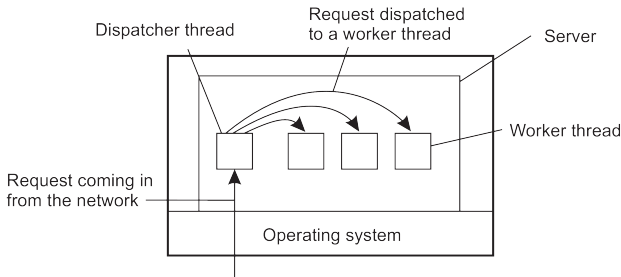 Request dispatched
to a worker thread
Dispatcher thread
Server
Worker thread
Request coming in
from the network
Operating system